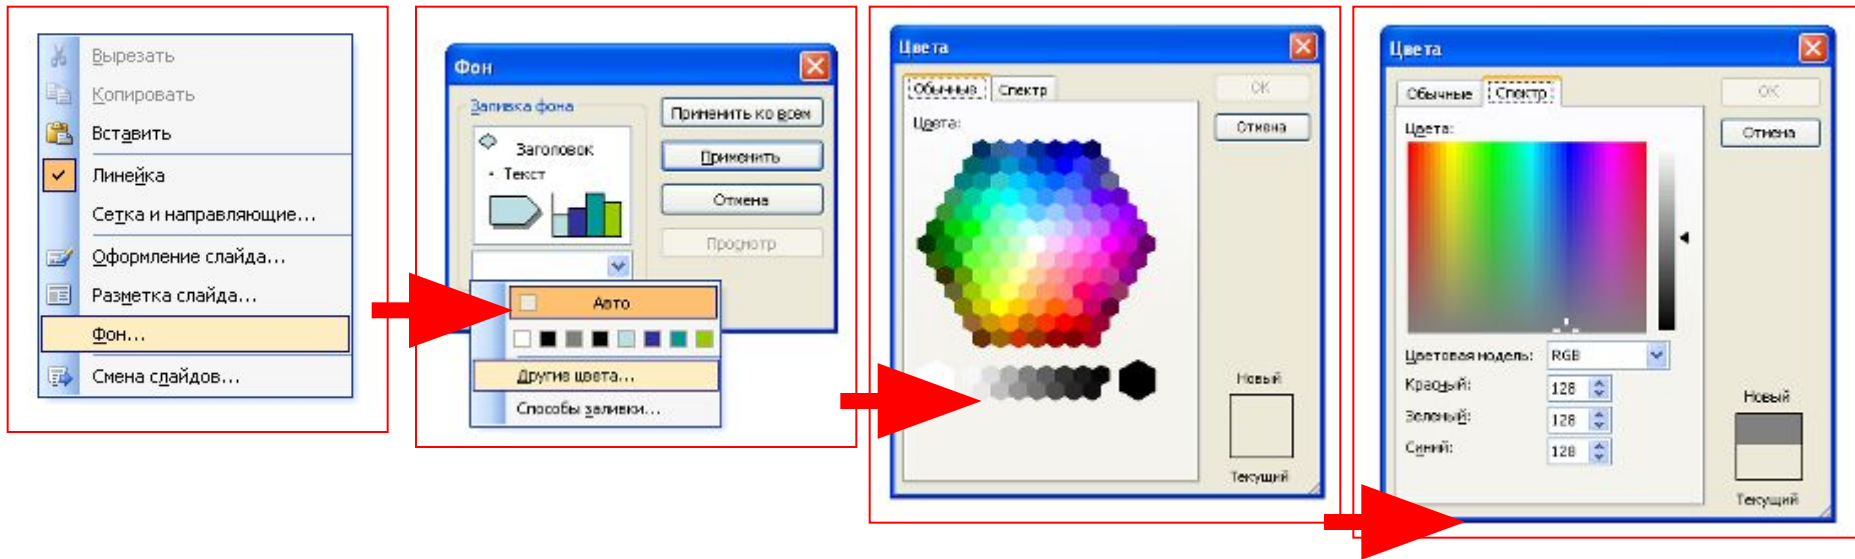 Вырезать
Копировать
Вставить
Линейка
Сетка и направляющие...
Оформление слайда...
Разметка слайда...
Фон...
Смена слайдов...
Фон
Заливка фона
Заголовок
• Текст
Применить ко всем
Применить
Отмена
Просмотр
Авто
Другие цвета...
Способы заливки...
Цвета
Обычные Спектр
Цвета:
ОК
Отмена
Новый
Текущий
Цвета
Обычные Спектр
Цвета:
ОК
Отмена
Цветовая модель: RGB
Красный: 128
Зеленый: 128
Синий: 128
Новый
Текущий